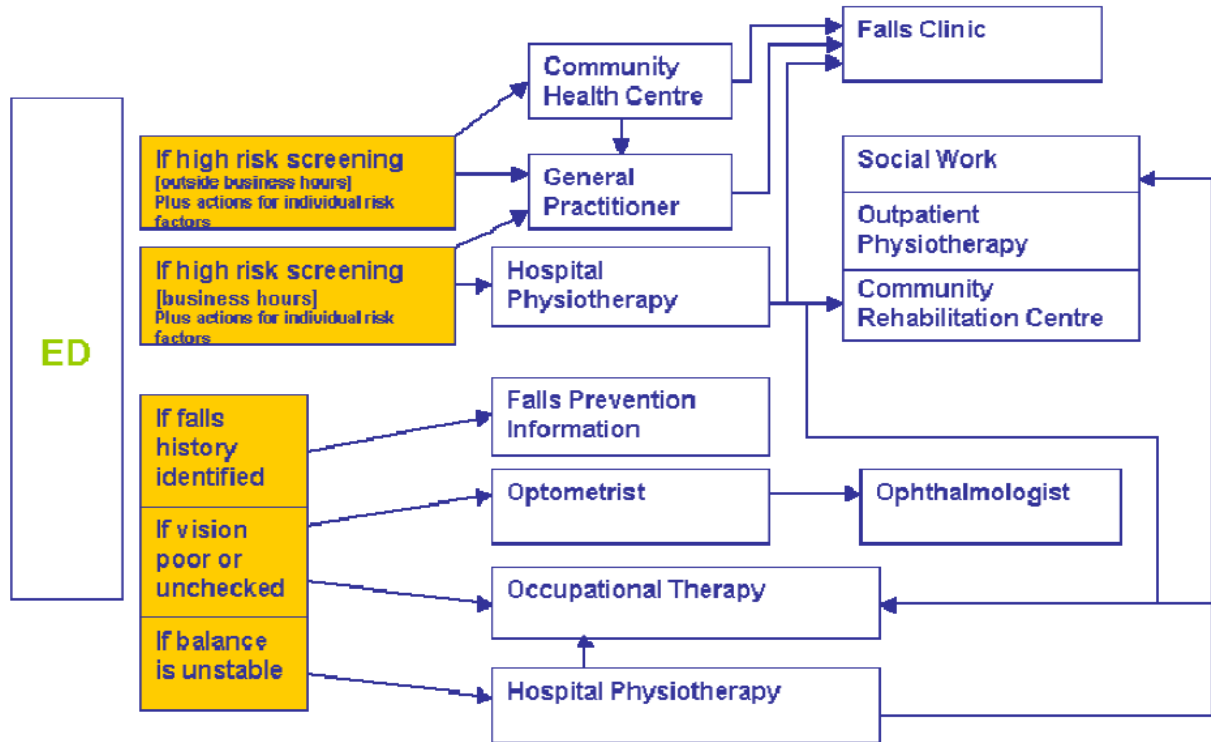 ED
If high risk screening
[outside business hours]
Plus actions for individual risk
factors
If high risk screening
[business hours]
Plus actions for individual risk
factors
If falls
history
identified
If vision
poor or
unchecked
If balance
is unstable
Community
Health Centre
General
Practitioner
Hospital
Physiotherapy
Falls Prevention
Information
Optometrist
Occupational Therapy
Hospital Physiotherapy
Falls Clinic
Social Work
Outpatient
Physiotherapy
Community
Rehabilitation Centre
Ophthalmologist